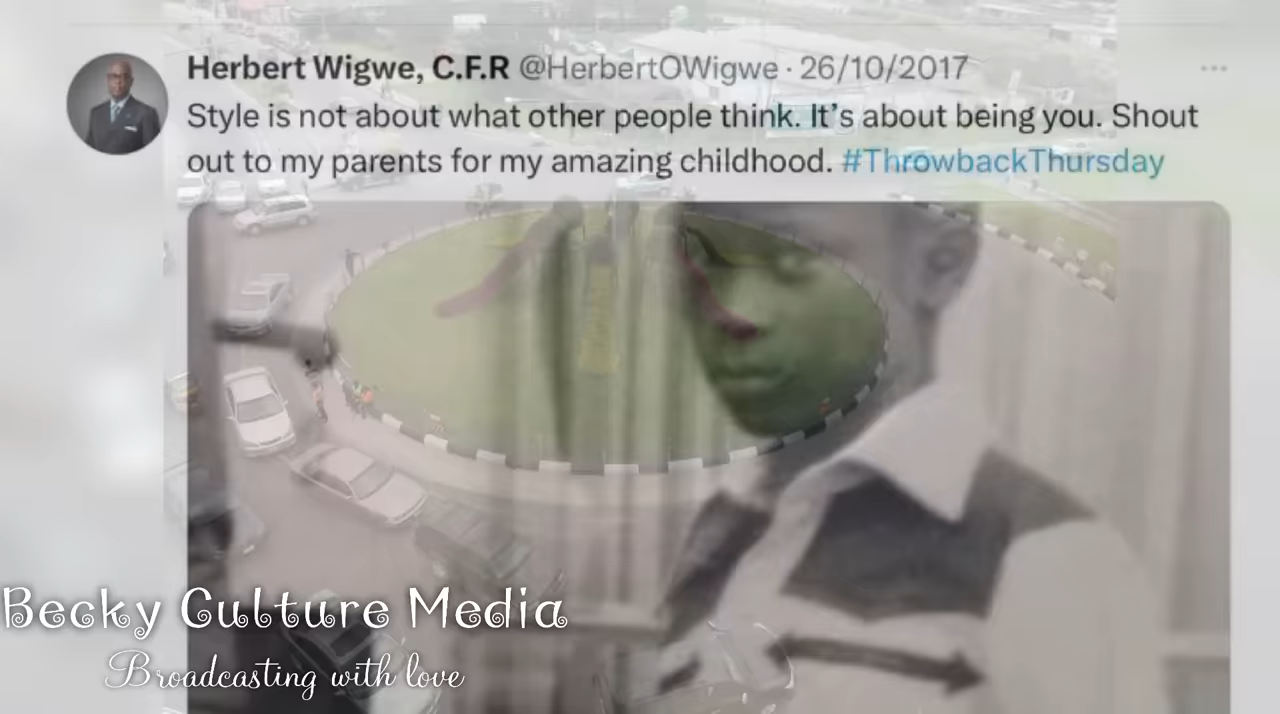 Herbert Wigwe, C.F.R @HerbertOWigwe · 26/10/2017
Style is not about what other people think. It's about being you. Shout
out to my parents for my amazing childhood. #ThrowbackThursday
Becky Culture Media
Broadcasting with love